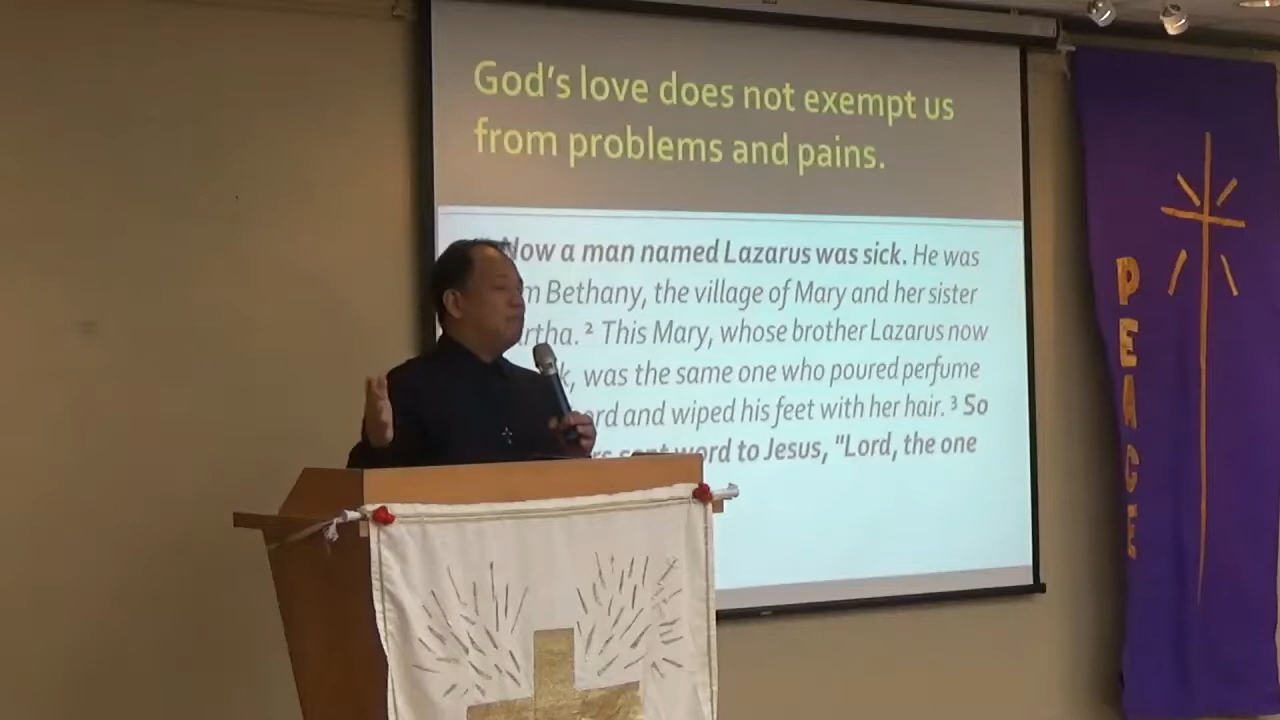 God's love does not exempt us
from problems and pains.
Now a man named Lazarus was sick. He was
Bethany, the village of Mary and her sister
² This Mary, whose brother Lazarus now
was the same one who poured perfume
and wiped his feet with her hair. ³ So
word to Jesus, "Lord, the one
PEACE